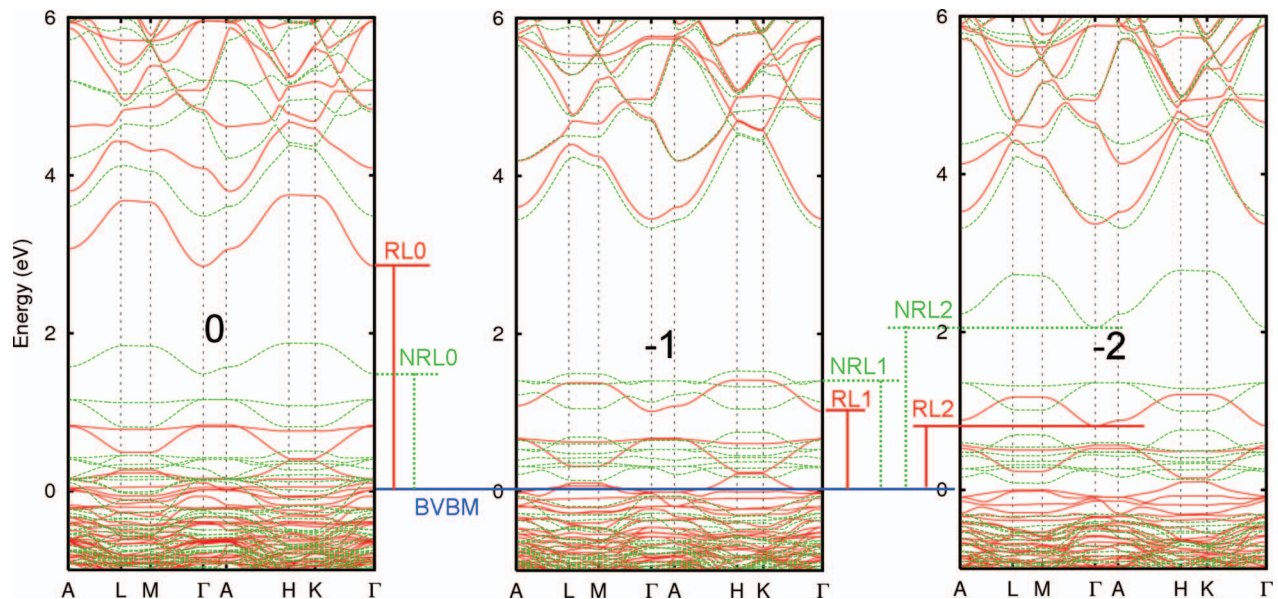 6 6 6
Energy (eV)
4 4 4
RL0
NRL2
2 0 2 -1 2 -2
NRL0 NRL1
RL1 RL2
0 0 0
BVBM
A L M Γ A H K Γ A L M Γ A H K Γ A L M Γ A H K Γ